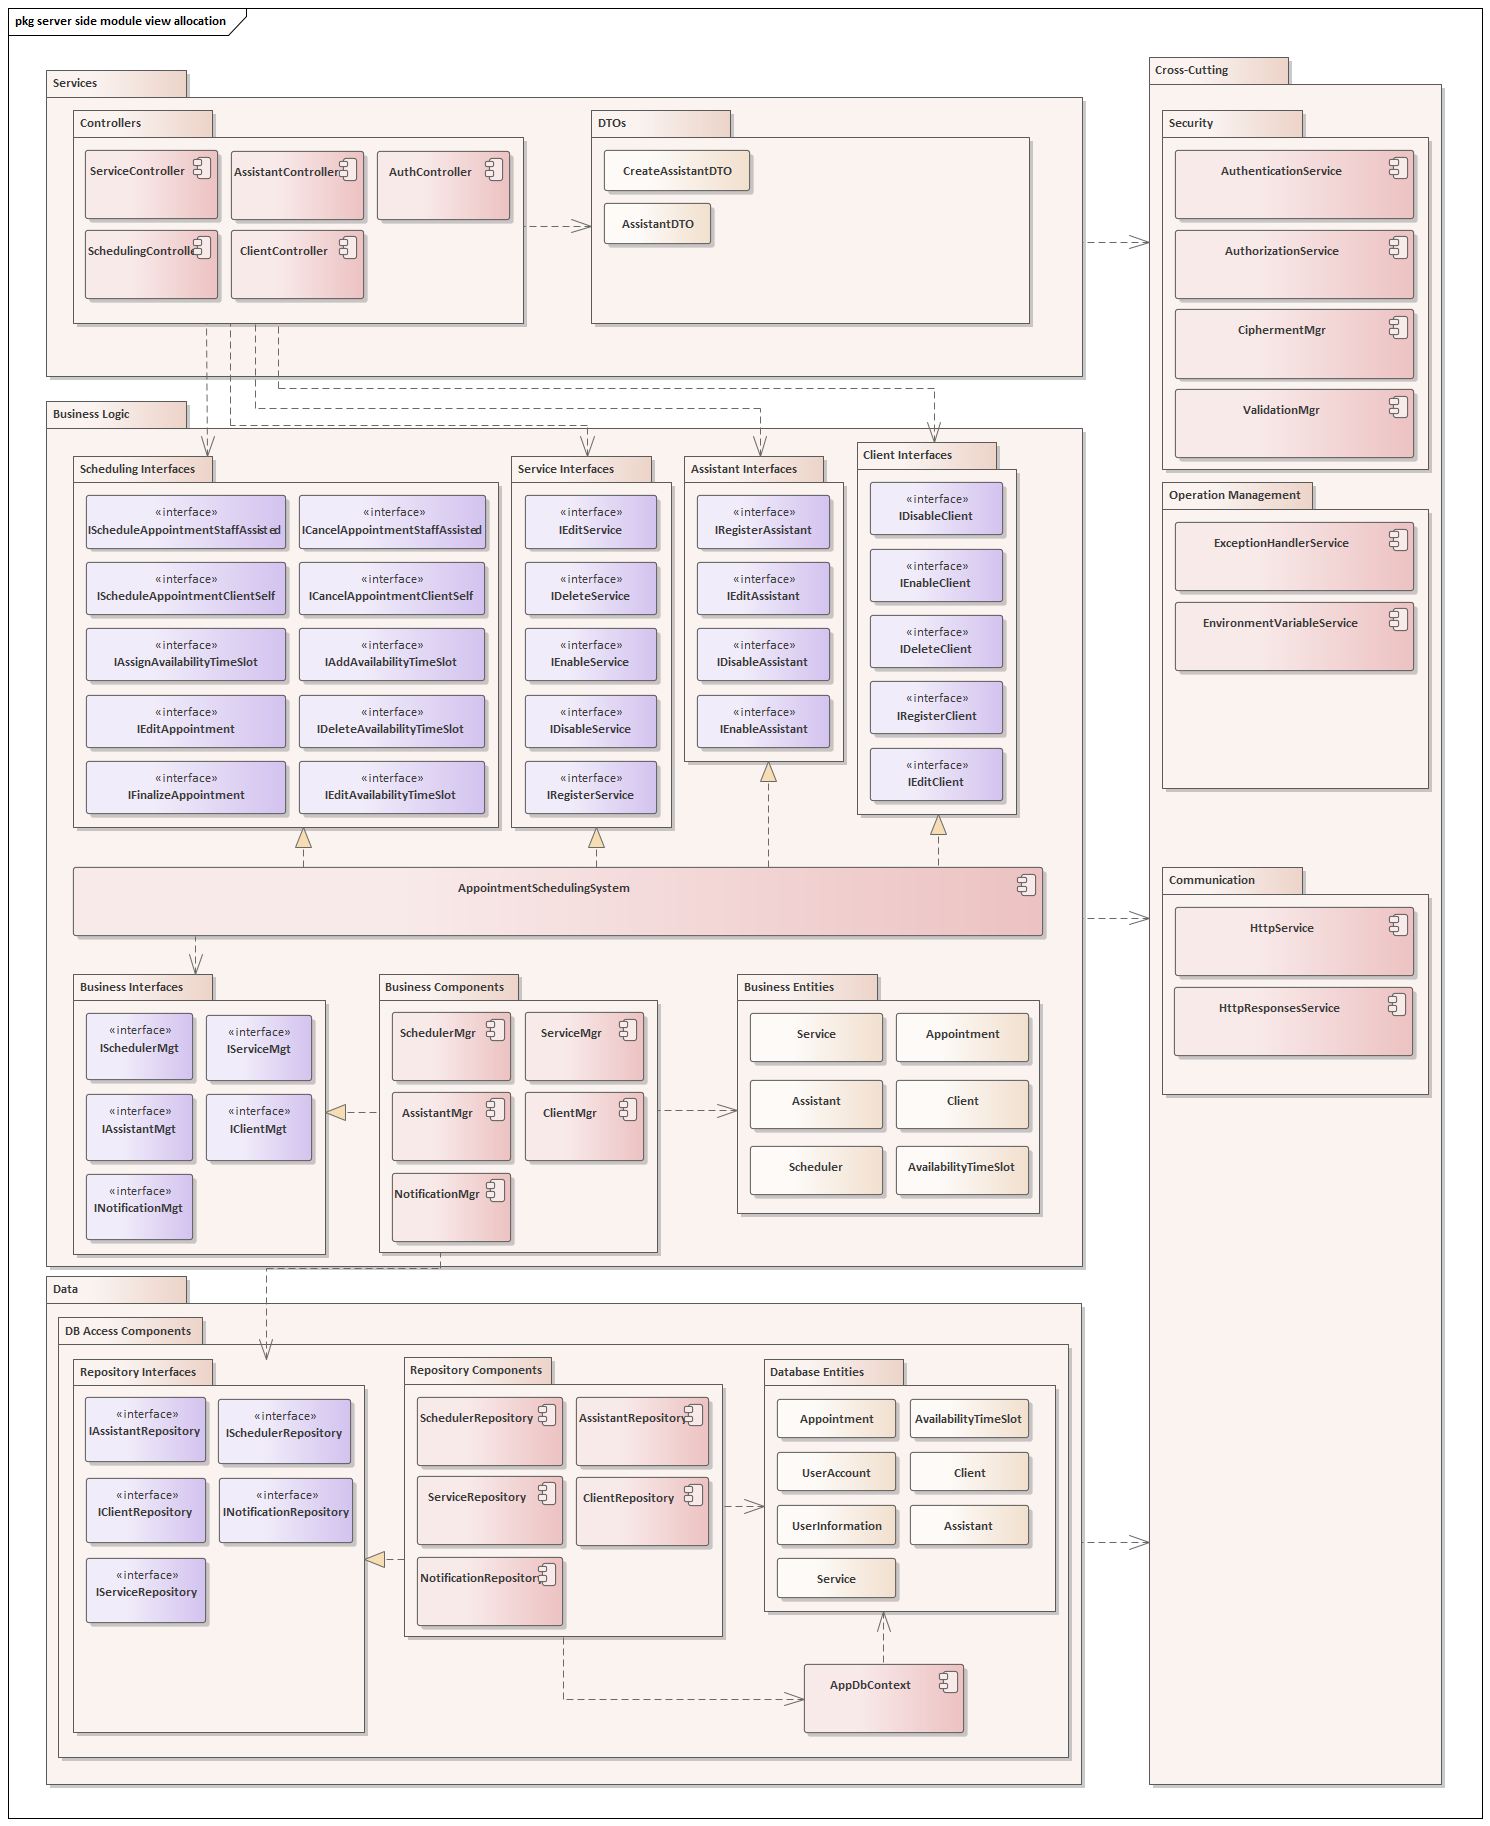 pkg server side module view allocation
Services
Controllers
ServiceController
AssistantController
AuthController
SchedulingControlle
ClientController
DTOs
CreateAssistantDTO
AssistantDTO
Cross-Cutting
Security
AuthenticationService
AuthorizationService
CiphermentMgr
ValidationMgr
Operation Management
ExceptionHandlerService
EnvironmentVariableService
Communication
HttpService
HttpResponsesService
Business Logic
Scheduling Interfaces
«interface»
IScheduleAppointmentStaffAssisted
«interface»
ICancelAppointmentStaffAssisted
«interface»
IScheduleAppointmentClientSelf
«interface»
ICancelAppointmentClientSelf
«interface»
IAssignAvailabilityTimeSlot
«interface»
IAddAvailabilityTimeSlot
«interface»
IEditAppointment
«interface»
IDeleteAvailabilityTimeSlot
«interface»
IFinalizeAppointment
«interface»
IEditAvailabilityTimeSlot
Service Interfaces
«interface»
IEditService
«interface»
IDeleteService
«interface»
IEnableService
«interface»
IDisableService
«interface»
IRegisterService
Assistant Interfaces
«interface»
IRegisterAssistant
«interface»
IEditAssistant
«interface»
IDisableAssistant
«interface»
IEnableAssistant
Client Interfaces
«interface»
IDisableClient
«interface»
IEnableClient
«interface»
IDeleteClient
«interface»
IRegisterClient
«interface»
IEditClient
AppointmentSchedulingSystem
Business Interfaces
«interface»
ISchedulerMgt
«interface»
IServiceMgt
«interface»
IAssistantMgt
«interface»
IClientMgt
«interface»
INotificationMgt
Business Components
SchedulerMgr
ServiceMgr
AssistantMgr
ClientMgr
NotificationMgr
Business Entities
Service
Appointment
Assistant
Client
Scheduler
AvailabilityTimeSlot
Data
DB Access Components
Repository Interfaces
«interface»
IAssistantRepository
«interface»
ISchedulerRepository
«interface»
IClientRepository
«interface»
INotificationRepository
«interface»
IServiceRepository
Repository Components
SchedulerRepository
AssistantRepository
ServiceRepository
ClientRepository
NotificationRepository
Database Entities
Appointment
AvailabilityTimeSlot
UserAccount
Client
UserInformation
Assistant
Service
AppDbContext